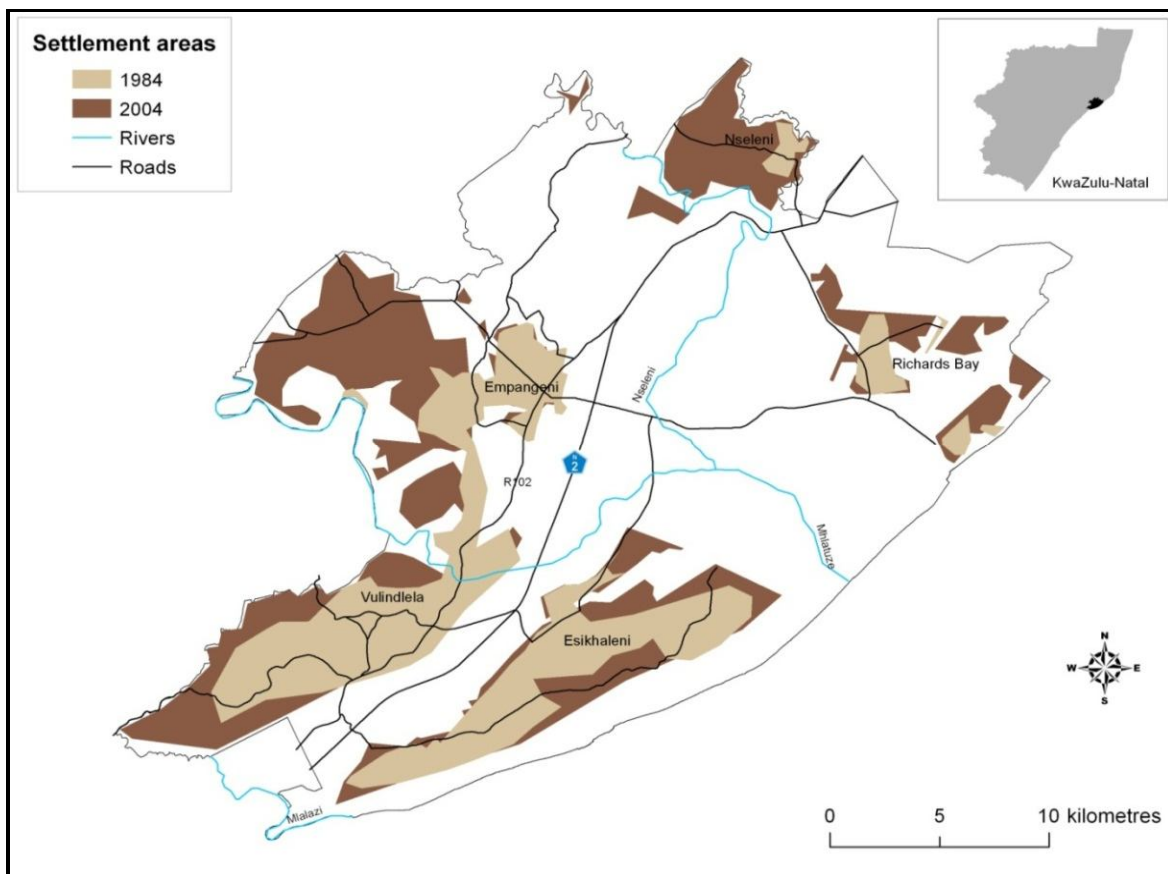 Settlement areas
1984
2004
Rivers
Roads
KwaZulu-Natal
Nseleni
Richards Bay
Empangeni
Nseleni
N
2
R102
Mhlatuze
Vulindlela
Esikhaleni
N
W E
S
Mlalazi
0 5 10 kilometres